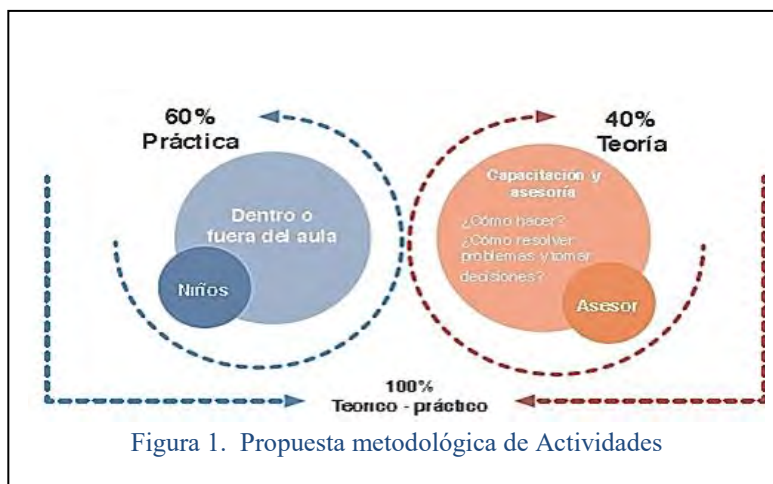 60%
Práctica
40%
Teoría
Dentro o
fuera del aula
Niños
Capacitación y
asesoría
¿Cómo hacer?
¿Cómo resolver
problemas y tomar
decisiones?
Asesor
100%
Teorico - práctico
Figura 1. Propuesta metodológica de Actividades